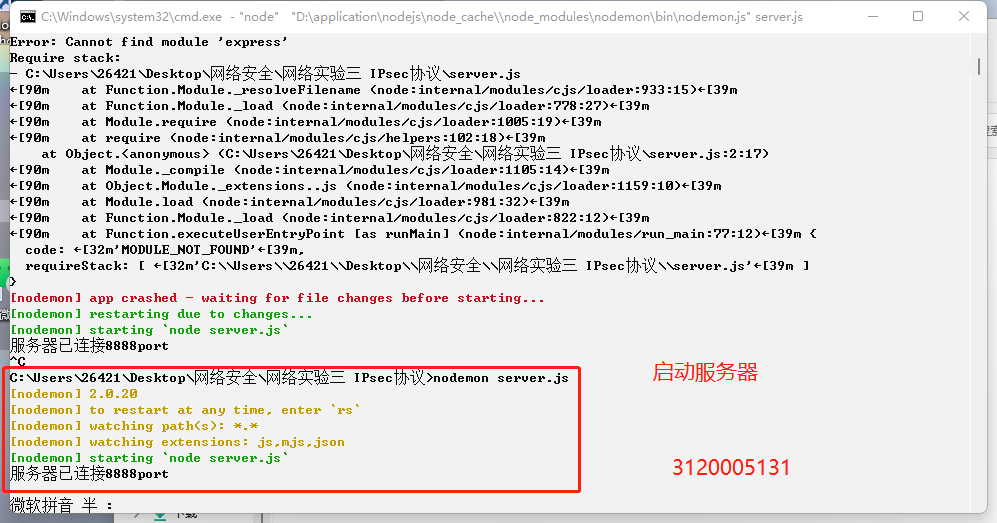 C:\Windows\system32\cmd.exe - "node" "D:\application\nodejs\node_cache\\node_modules\nodemon\bin\nodemon.js" server.js
Error: Cannot find module 'express'
Require stack:
- C:\Users\26421\Desktop\网络安全\网络实验三 IPsec协议\server.js
←[90m    at Function.Module._resolveFilename (node:internal/modules/cjs/loader:933:15)←[39m
←[90m    at Function.Module._load (node:internal/modules/cjs/loader:778:27)←[39m
←[90m    at Module.require (node:internal/modules/cjs/loader:1005:19)←[39m
←[90m    at require (node:internal/modules/cjs/helpers:102:18)←[39m
    at Object.<anonymous> (C:\Users\26421\Desktop\网络安全\网络实验三 IPsec协议\server.js:2:17)
←[90m    at Module._compile (node:internal/modules/cjs/loader:1105:14)←[39m
←[90m    at Object.Module._extensions..js (node:internal/modules/cjs/loader:1159:10)←[39m
←[90m    at Module.load (node:internal/modules/cjs/loader:981:32)←[39m
←[90m    at Function.Module._load (node:internal/modules/cjs/loader:822:12)←[39m
←[90m    at Function.executeUserEntryPoint [as runMain] (node:internal/modules/run_main:77:12)←[39m {
  code: ←[32m'MODULE_NOT_FOUND'←[39m,
  requireStack: [ ←[32m'C:\\Users\\26421\\Desktop\\网络安全\\网络实验三 IPsec协议\\server.js'←[39m ]
}
[nodemon] app crashed - waiting for file changes before starting...
[nodemon] restarting due to changes...
[nodemon] starting `node server.js`
服务器已连接8888port
^C
C:\Users\26421\Desktop\网络安全\网络实验三 IPsec协议>nodemon server.js
启动服务器
[nodemon] 2.0.20
[nodemon] to restart at any time, enter `rs`
[nodemon] watching path(s): *.*
[nodemon] watching extensions: js,mjs,json
[nodemon] starting `node server.js`
服务器已连接8888port
3120005131
微软拼音 半 :